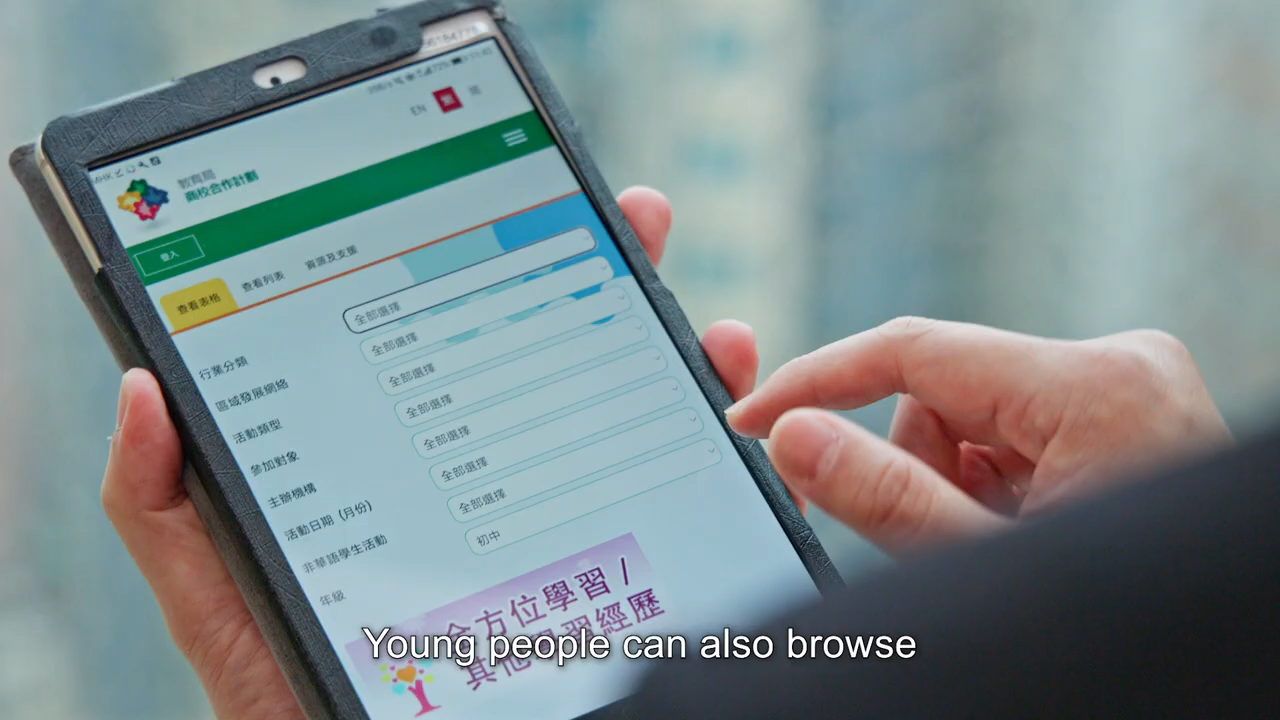 EN 繁 简
教育局
商校合作計劃
登入
查看表格 查看列表 資源及支援
行業分類 全部選擇
區域發展網絡 全部選擇
活動類型 全部選擇
參加對象 全部選擇
主辦機構 全部選擇
活動日期 (月份) 全部選擇
非華語學生活動 全部選擇
年級 初中
全方位學習 /
其他學習經歷
Young people can also browse